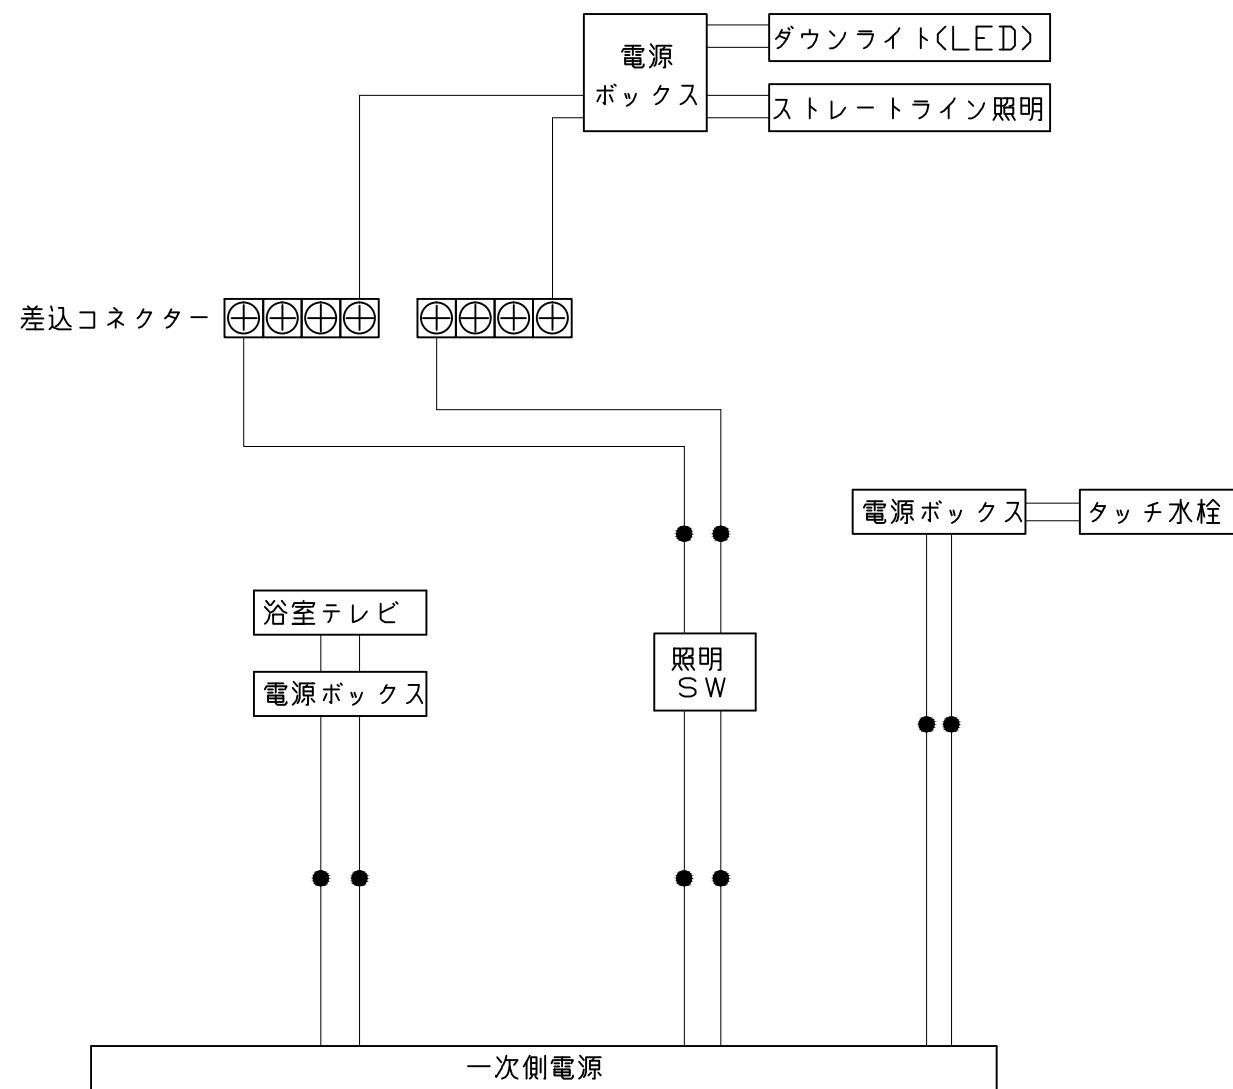 電源
ボックス
ダウンライト(LED)
ストレートライン照明
差込コネクター
電源ボックス
タッチ水栓
浴室テレビ
電源ボックス
照明
SW
一次側電源